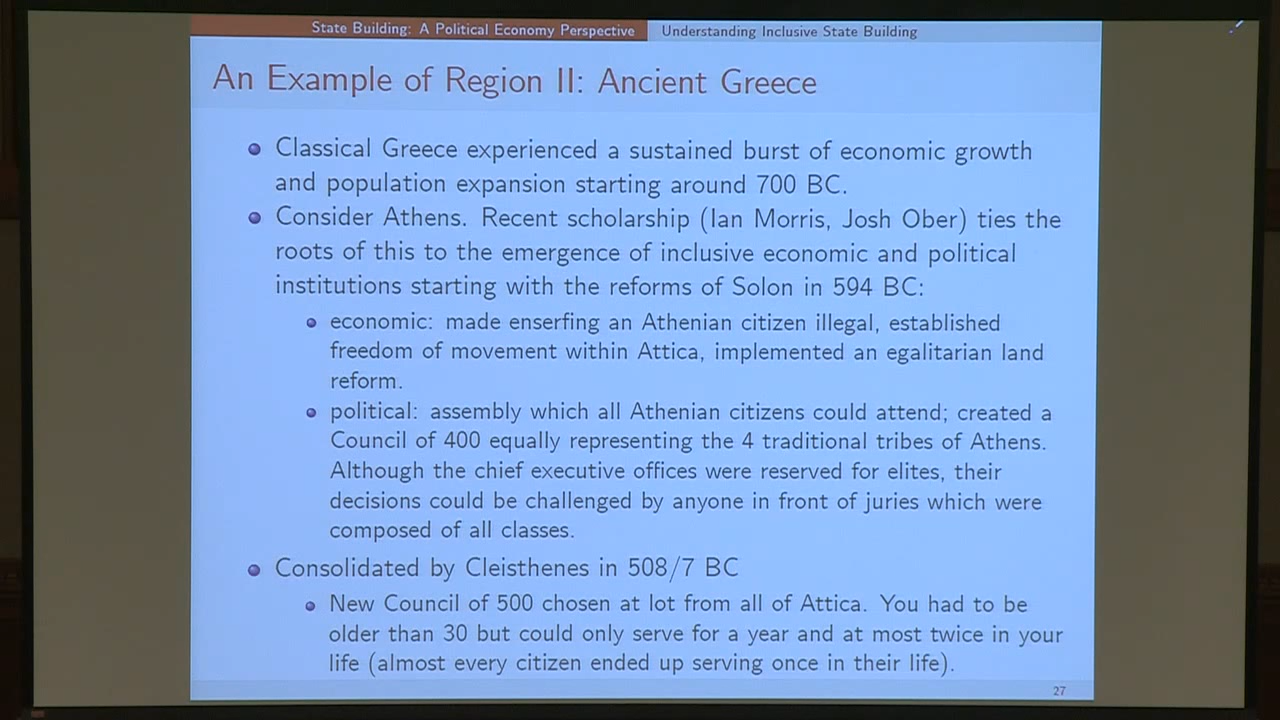 State Building: A Political Economy Perspective Understanding Inclusive State Building
An Example of Region II: Ancient Greece
Classical Greece experienced a sustained burst of economic growth
and population expansion starting around 700 BC.
Consider Athens. Recent scholarship (Ian Morris, Josh Ober) ties the
roots of this to the emergence of inclusive economic and political
institutions starting with the reforms of Solon in 594 BC:
economic: made enserfing an Athenian citizen illegal, established
freedom of movement within Attica, implemented an egalitarian land
reform.
political: assembly which all Athenian citizens could attend; created a
Council of 400 equally representing the 4 traditional tribes of Athens.
Although the chief executive offices were reserved for elites, their
decisions could be challenged by anyone in front of juries which were
composed of all classes.
Consolidated by Cleisthenes in 508/7 BC
New Council of 500 chosen at lot from all of Attica. You had to be
older than 30 but could only serve for a year and at most twice in your
life (almost every citizen ended up serving once in their life).
27